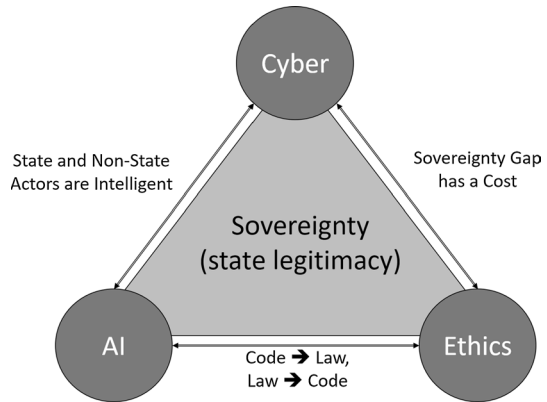 Cyber
State and Non-State
Actors are Intelligent
Sovereignty Gap
has a Cost
Sovereignty
(state legitimacy)
AI
Ethics
Code 🡺 Law,
Law 🡺 Code